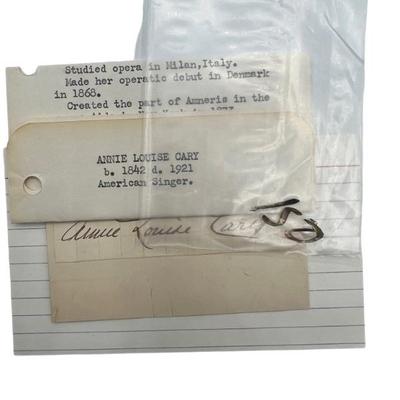 Studied opera in Milan,Italy.
Made her operatic debut in Denmark
in 1868.
Created the part of Amneris in the
ANNIE LOUISE CARY
b. 1842 d. 1921
American Singer.
Annie Louise Cary